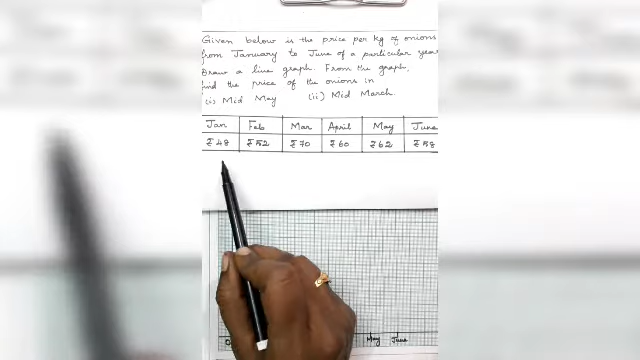 Given below is the price per kg of onions
from January to June of a particular year
Draw a line graph. From the graph,
find the price of the onions in
(i) Mid May (ii) Mid March.
Jan Feb Mar April May June
₹48 ₹52 ₹70 ₹60 ₹62 ₹58
May June